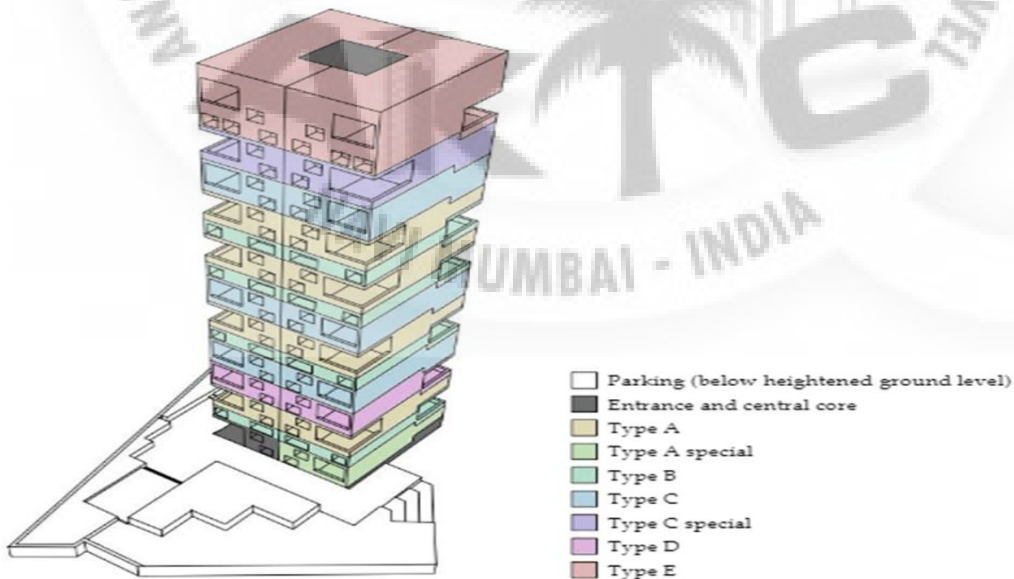 MUMBAI - INDIA
Parking (below heightened ground level)
Entrance and central core
Type A
Type A special
Type B
Type C
Type C special
Type D
Type E